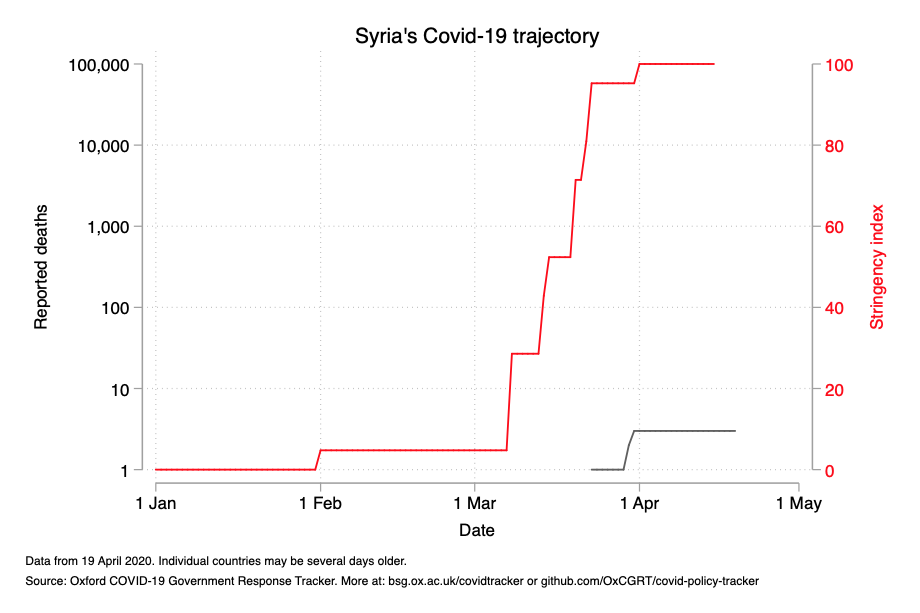 Syria's Covid-19 trajectory
100,000
10,000
1,000
100
10
1
Reported deaths
100
80
60
40
20
0
Stringency index
1 Jan
1 Feb
1 Mar
1 Apr
1 May
Date
Data from 19 April 2020. Individual countries may be several days older.
Source: Oxford COVID-19 Government Response Tracker. More at: bsg.ox.ac.uk/covidtracker or github.com/OxCGRT/covid-policy-tracker